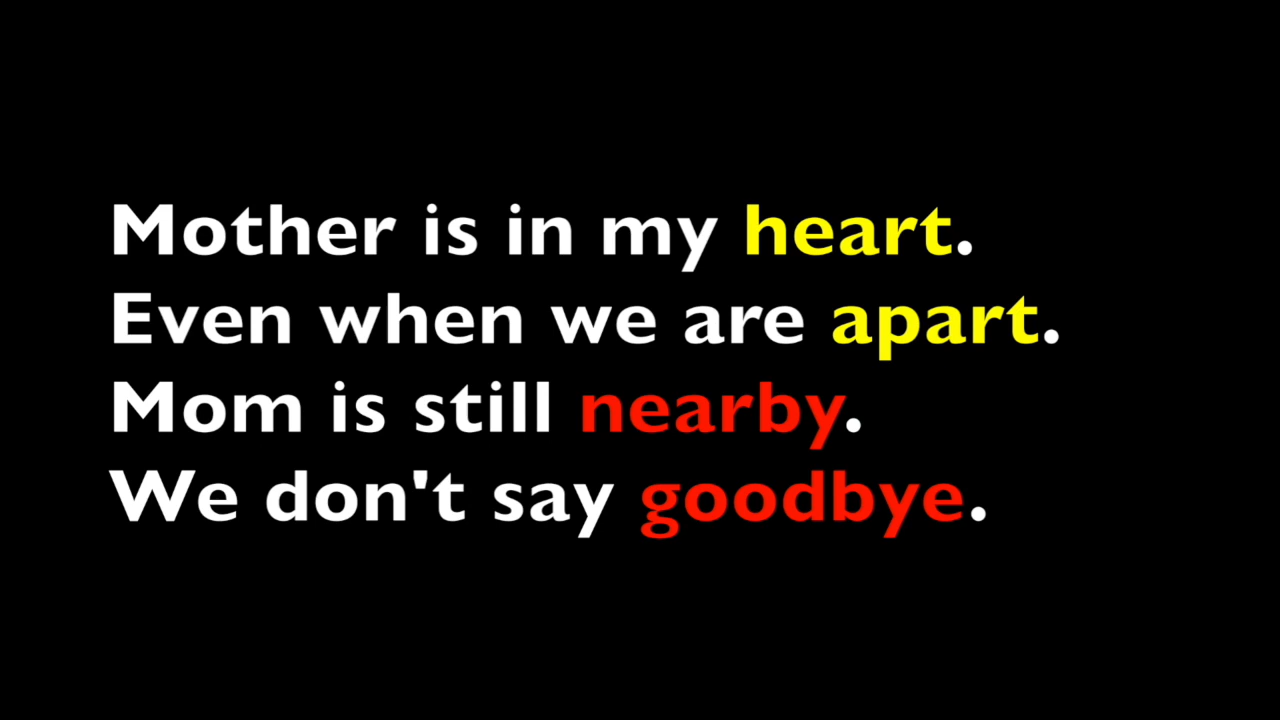 Mother is in my heart.
Even when we are apart.
Mom is still nearby.
We don't say goodbye.